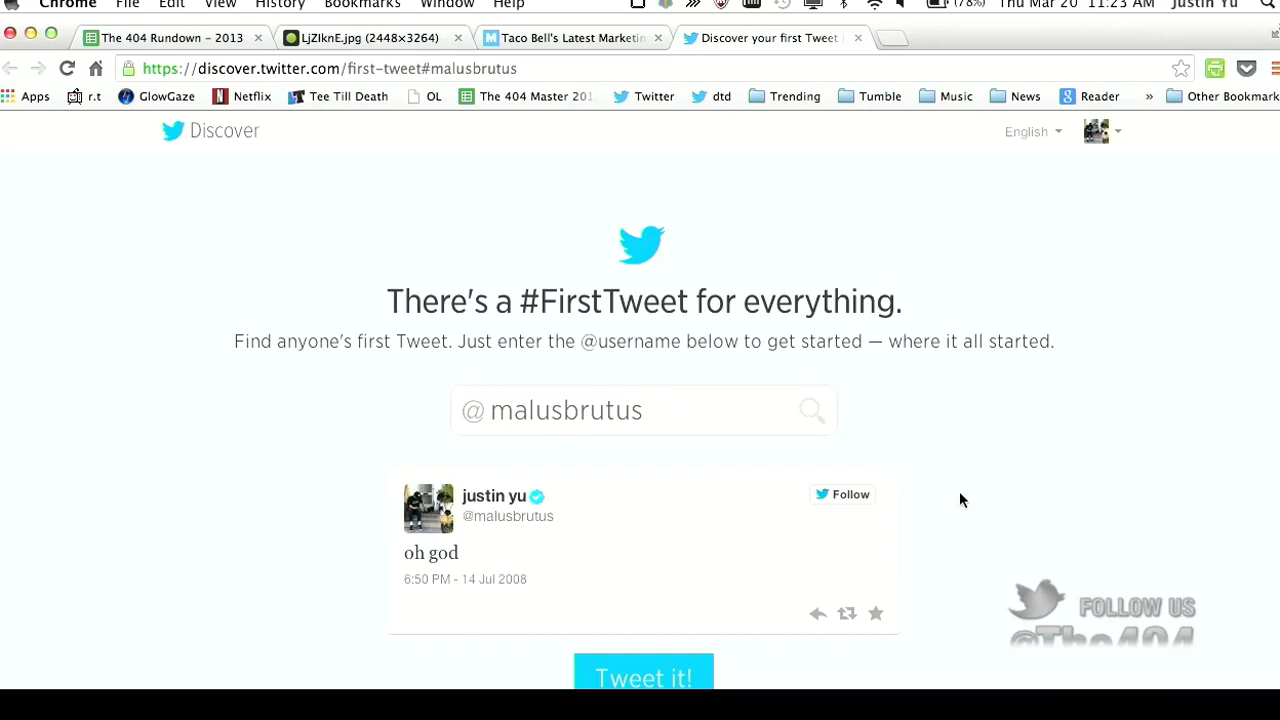 Chrome File Edit View History Bookmarks Window Help (78%) Thu Mar 20 11:23 AM Justin Yu
The 404 Rundown – 2013 LjZIknE.jpg (2448×3264) Taco Bell's Latest Marketin Discover your first Tweet
https://discover.twitter.com/first-tweet#malusbrutus
Apps r.t GlowGaze Netflix Tee Till Death OL The 404 Master 201 Twitter dtd Trending Tumble Music News Reader » Other Bookmark
Discover English
There's a #FirstTweet for everything.
Find anyone's first Tweet. Just enter the @username below to get started — where it all started.
@ malusbrutus
justin yu Follow
@malusbrutus
oh god
6:50 PM - 14 Jul 2008
FOLLOW US
@The404
Tweet it!